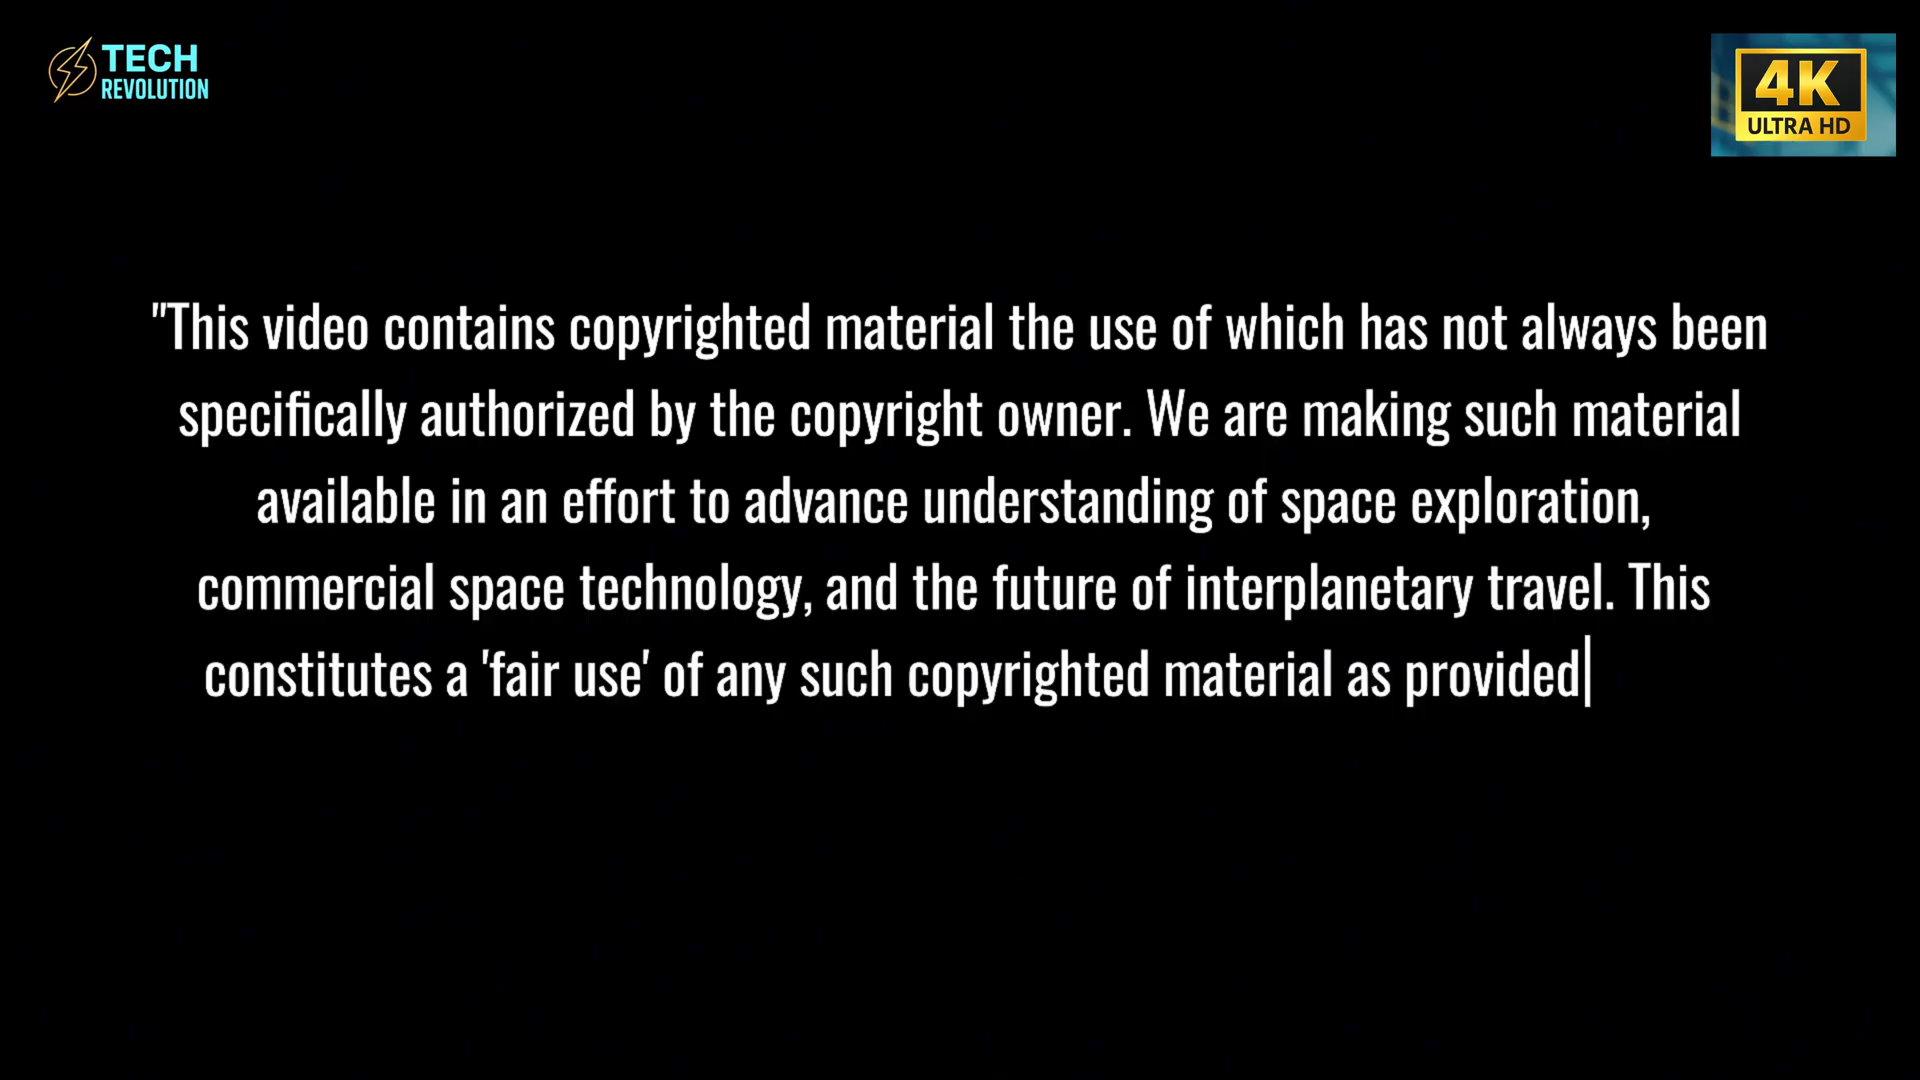 TECH
REVOLUTION
4K
ULTRA HD
"This video contains copyrighted material the use of which has not always been
specifically authorized by the copyright owner. We are making such material
available in an effort to advance understanding of space exploration,
commercial space technology, and the future of interplanetary travel. This
constitutes a 'fair use' of any such copyrighted material as provided